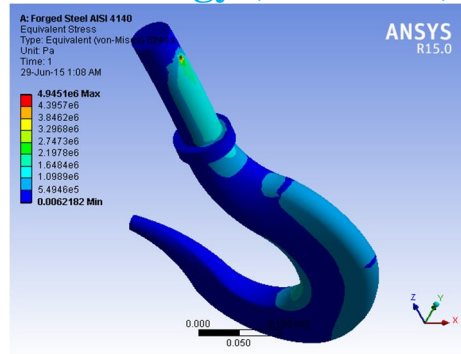 A: Forged Steel AISI 4140
Equivalent Stress
Type: Equivalent (von-Mises)
Unit: Pa
Time: 1
29-Jun-15 1:08 AM
ANSYS
R15.0
4.9451e6 Max
4.3957e6
3.8462e6
3.2968e6
2.7473e6
2.1978e6
1.6484e6
1.0989e6
5.4946e5
0.0062182 Min
Z
Y
X
0.000
0.050